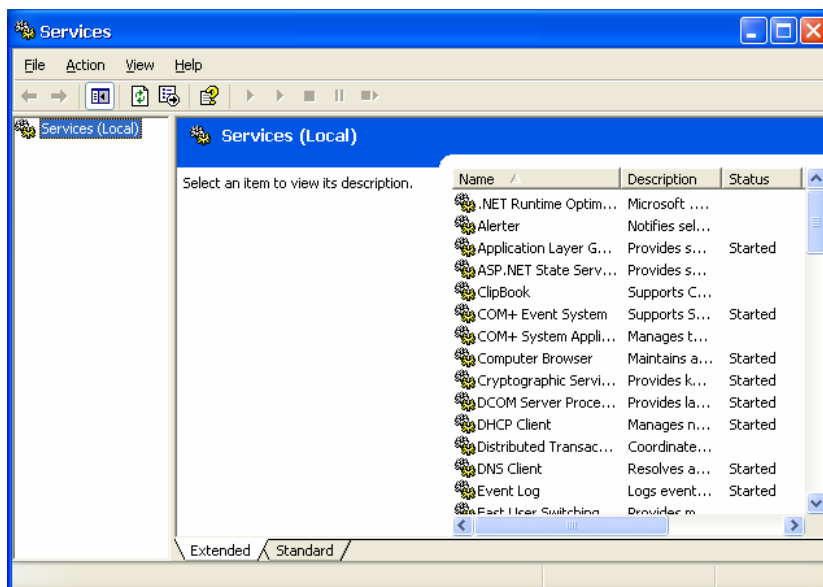 Services
File Action View Help
Services (Local)
Services (Local)
Select an item to view its description.
Name Description Status
.NET Runtime Optim... Microsoft ....
Alerter Notifies sel...
Application Layer G... Provides s... Started
ASP.NET State Serv... Provides s...
ClipBook Supports C...
COM+ Event System Supports S... Started
COM+ System Appli... Manages t...
Computer Browser Maintains a... Started
Cryptographic Servi... Provides k... Started
DCOM Server Proce... Provides la... Started
DHCP Client Manages n... Started
Distributed Transac... Coordinate...
DNS Client Resolves a... Started
Event Log Logs event... Started
Fast User Switching Provides m
Extended Standard